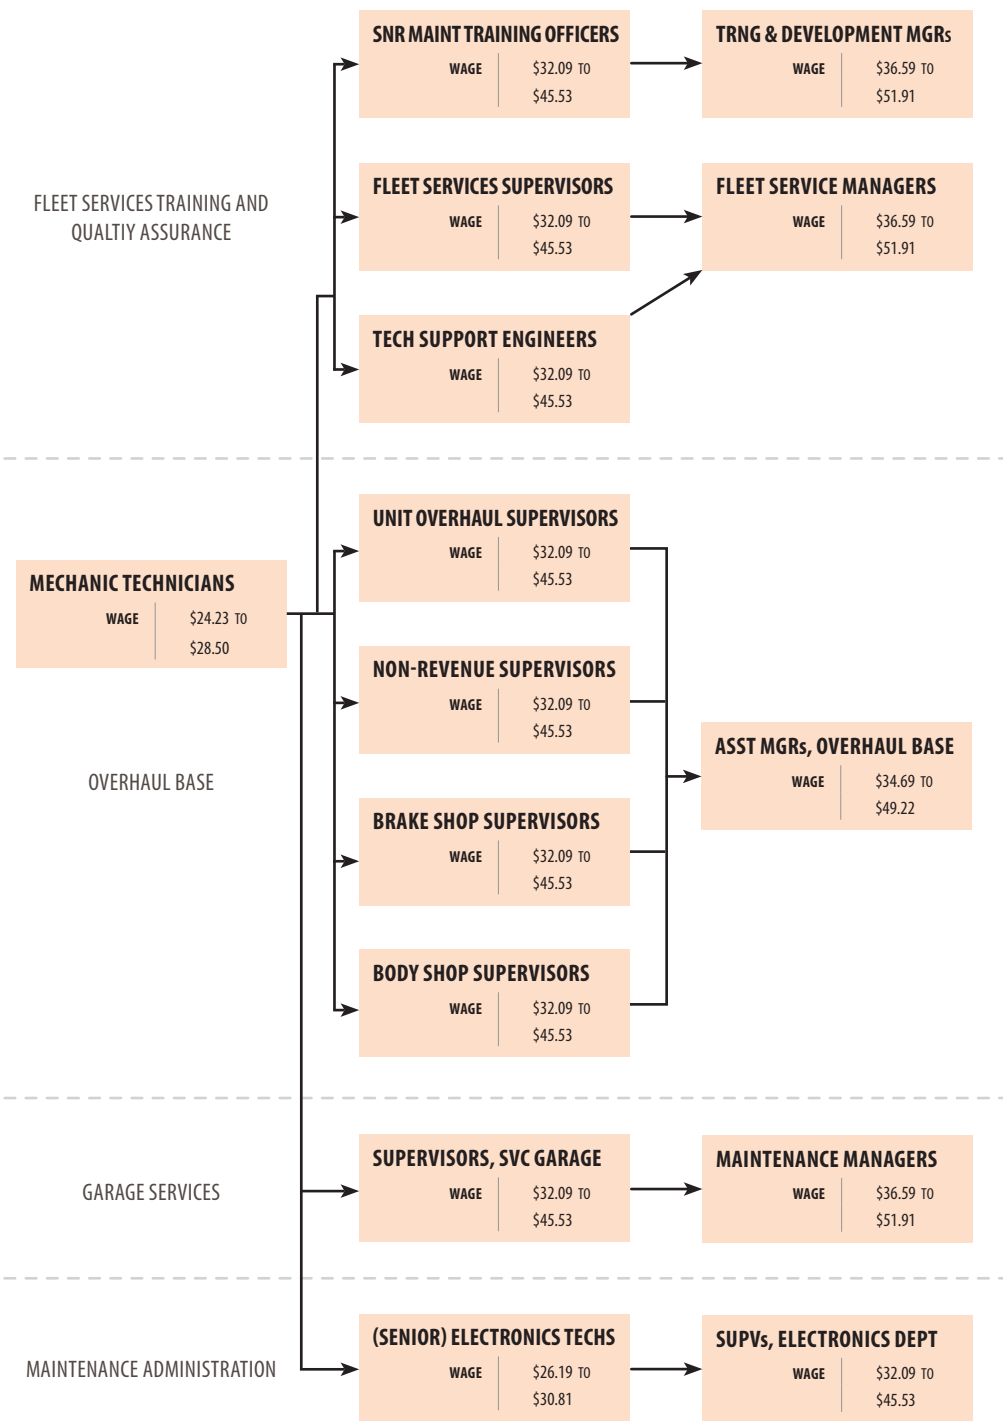 SNR MAINT TRAINING OFFICERS
WAGE $32.09 TO
$45.53
TRNG & DEVELOPMENT MGRs
WAGE $36.59 TO
$51.91
FLEET SERVICES TRAINING AND
QUALTIY ASSURANCE
FLEET SERVICES SUPERVISORS
WAGE $32.09 TO
$45.53
FLEET SERVICE MANAGERS
WAGE $36.59 TO
$51.91
TECH SUPPORT ENGINEERS
WAGE $32.09 TO
$45.53
MECHANIC TECHNICIANS
WAGE $24.23 TO
$28.50
OVERHAUL BASE
UNIT OVERHAUL SUPERVISORS
WAGE $32.09 TO
$45.53
NON-REVENUE SUPERVISORS
WAGE $32.09 TO
$45.53
BRAKE SHOP SUPERVISORS
WAGE $32.09 TO
$45.53
BODY SHOP SUPERVISORS
WAGE $32.09 TO
$45.53
ASST MGRs, OVERHAUL BASE
WAGE $34.69 TO
$49.22
GARAGE SERVICES
SUPERVISORS, SVC GARAGE
WAGE $32.09 TO
$45.53
MAINTENANCE MANAGERS
WAGE $36.59 TO
$51.91
MAINTENANCE ADMINISTRATION
(SENIOR) ELECTRONICS TECHS
WAGE $26.19 TO
$30.81
SUPVs, ELECTRONICS DEPT
WAGE $32.09 TO
$45.53